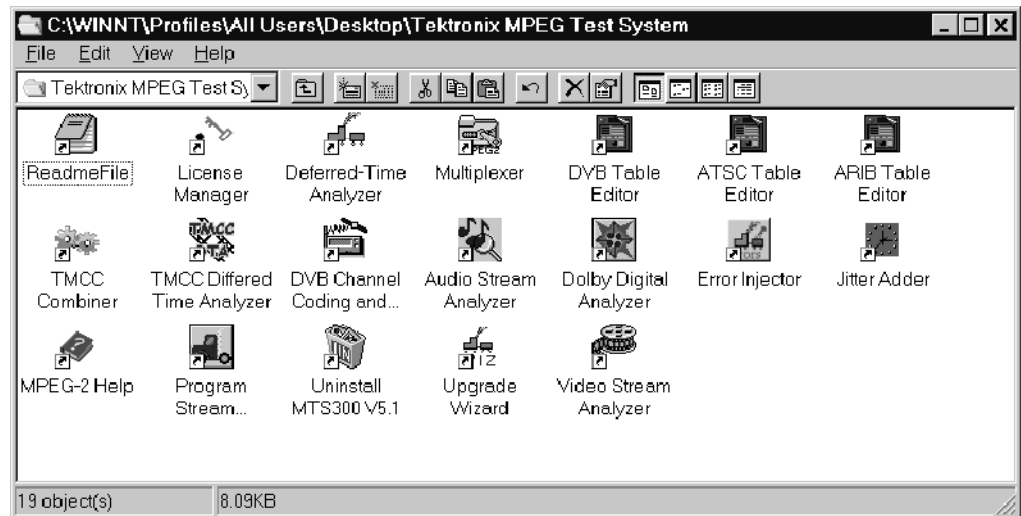 C:\WINNT\Profiles\All Users\Desktop\Tektronix MPEG Test System
File Edit View Help
Tektronix MPEG Test Sy
ReadmeFile
License
Manager
Deferred-Time
Analyzer
MPEG2
Multiplexer
DVB Table
Editor
ATSC Table
Editor
ARIB Table
Editor
TMCC
Combiner
TMCC
DTA
TMCC Differed
Time Analyzer
DVB Channel
Coding and...
Audio Stream
Analyzer
Dolby Digital
Analyzer
Error Injector
Jitter Adder
MPEG-2 Help
Program
Stream...
Uninstall
MTS300 V5.1
Upgrade
Wizard
Video Stream
Analyzer
19 object(s) 8.09KB